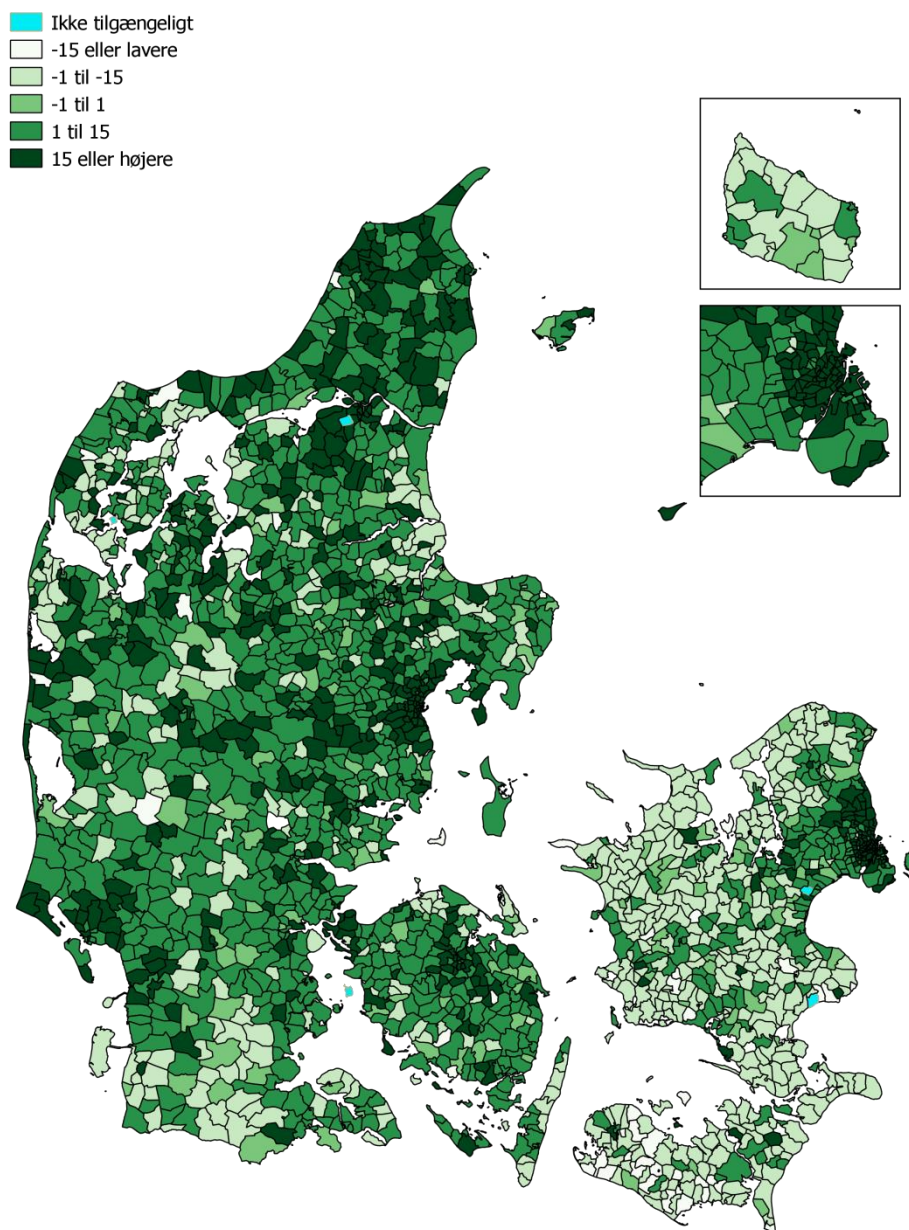 Ikke tilgængeligt
-15 eller lavere
-1 til -15
-1 til 1
1 til 15
15 eller højere